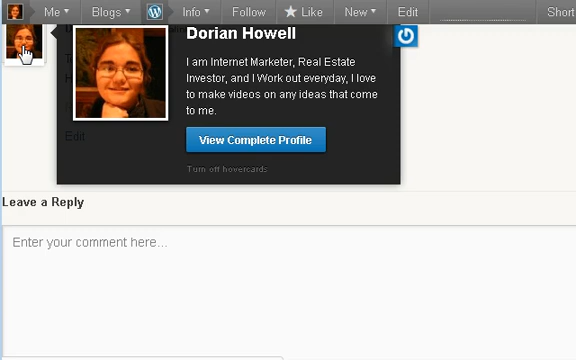 Me Blogs Info Follow Like New Edit Short
Dorian Howell
I am Internet Marketer, Real Estate
Investor, and I Work out everyday, I love
to make videos on any ideas that come
to me.
View Complete Profile
Edit
Turn off hovercards
Leave a Reply
Enter your comment here...